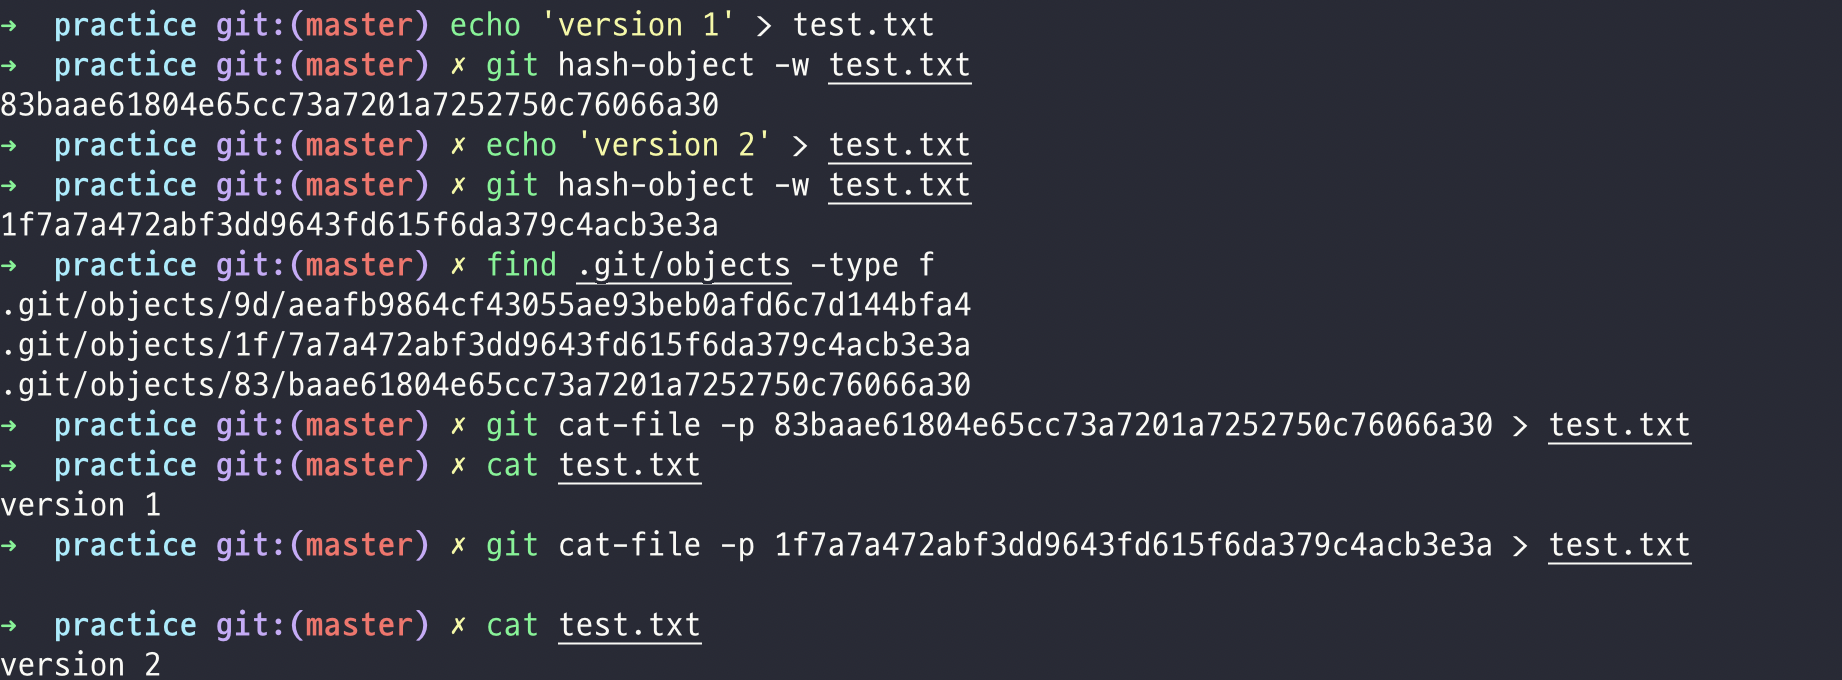 →  practice git:(master) echo 'version 1' > test.txt
→  practice git:(master) ✗ git hash-object -w test.txt
83baae61804e65cc73a7201a7252750c76066a30
→  practice git:(master) ✗ echo 'version 2' > test.txt
→  practice git:(master) ✗ git hash-object -w test.txt
1f7a7a472abf3dd9643fd615f6da379c4acb3e3a
→  practice git:(master) ✗ find .git/objects -type f
.git/objects/9d/aeafb9864cf43055ae93beb0afd6c7d144bfa4
.git/objects/1f/7a7a472abf3dd9643fd615f6da379c4acb3e3a
.git/objects/83/baae61804e65cc73a7201a7252750c76066a30
→  practice git:(master) ✗ git cat-file -p 83baae61804e65cc73a7201a7252750c76066a30 > test.txt
→  practice git:(master) ✗ cat test.txt
version 1
→  practice git:(master) ✗ git cat-file -p 1f7a7a472abf3dd9643fd615f6da379c4acb3e3a > test.txt
→  practice git:(master) ✗ cat test.txt
version 2